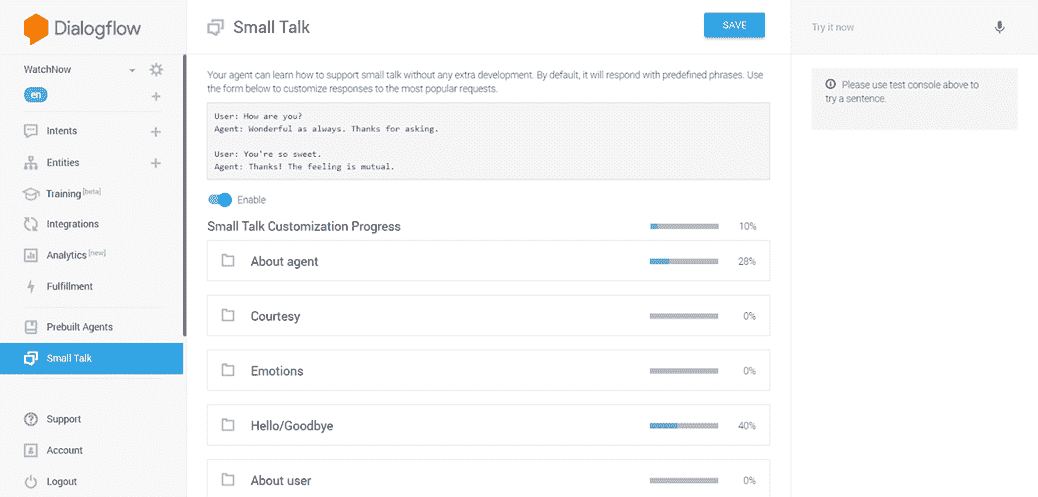 Dialogflow
WatchNow
en
Intents
Entities
Training [beta]
Integrations
Analytics [new]
Fulfillment
Prebuilt Agents
Small Talk
Support
Account
Logout
Small Talk
SAVE
Your agent can learn how to support small talk without any extra development. By default, it will respond with predefined phrases. Use
the form below to customize responses to the most popular requests.
User: How are you?
Agent: Wonderful as always. Thanks for asking.
User: You're so sweet.
Agent: Thanks! The feeling is mutual.
Enable
Small Talk Customization Progress 10%
About agent 28%
Courtesy 0%
Emotions 0%
Hello/Goodbye 40%
About user 0%
Try it now
Please use test console above to
try a sentence.